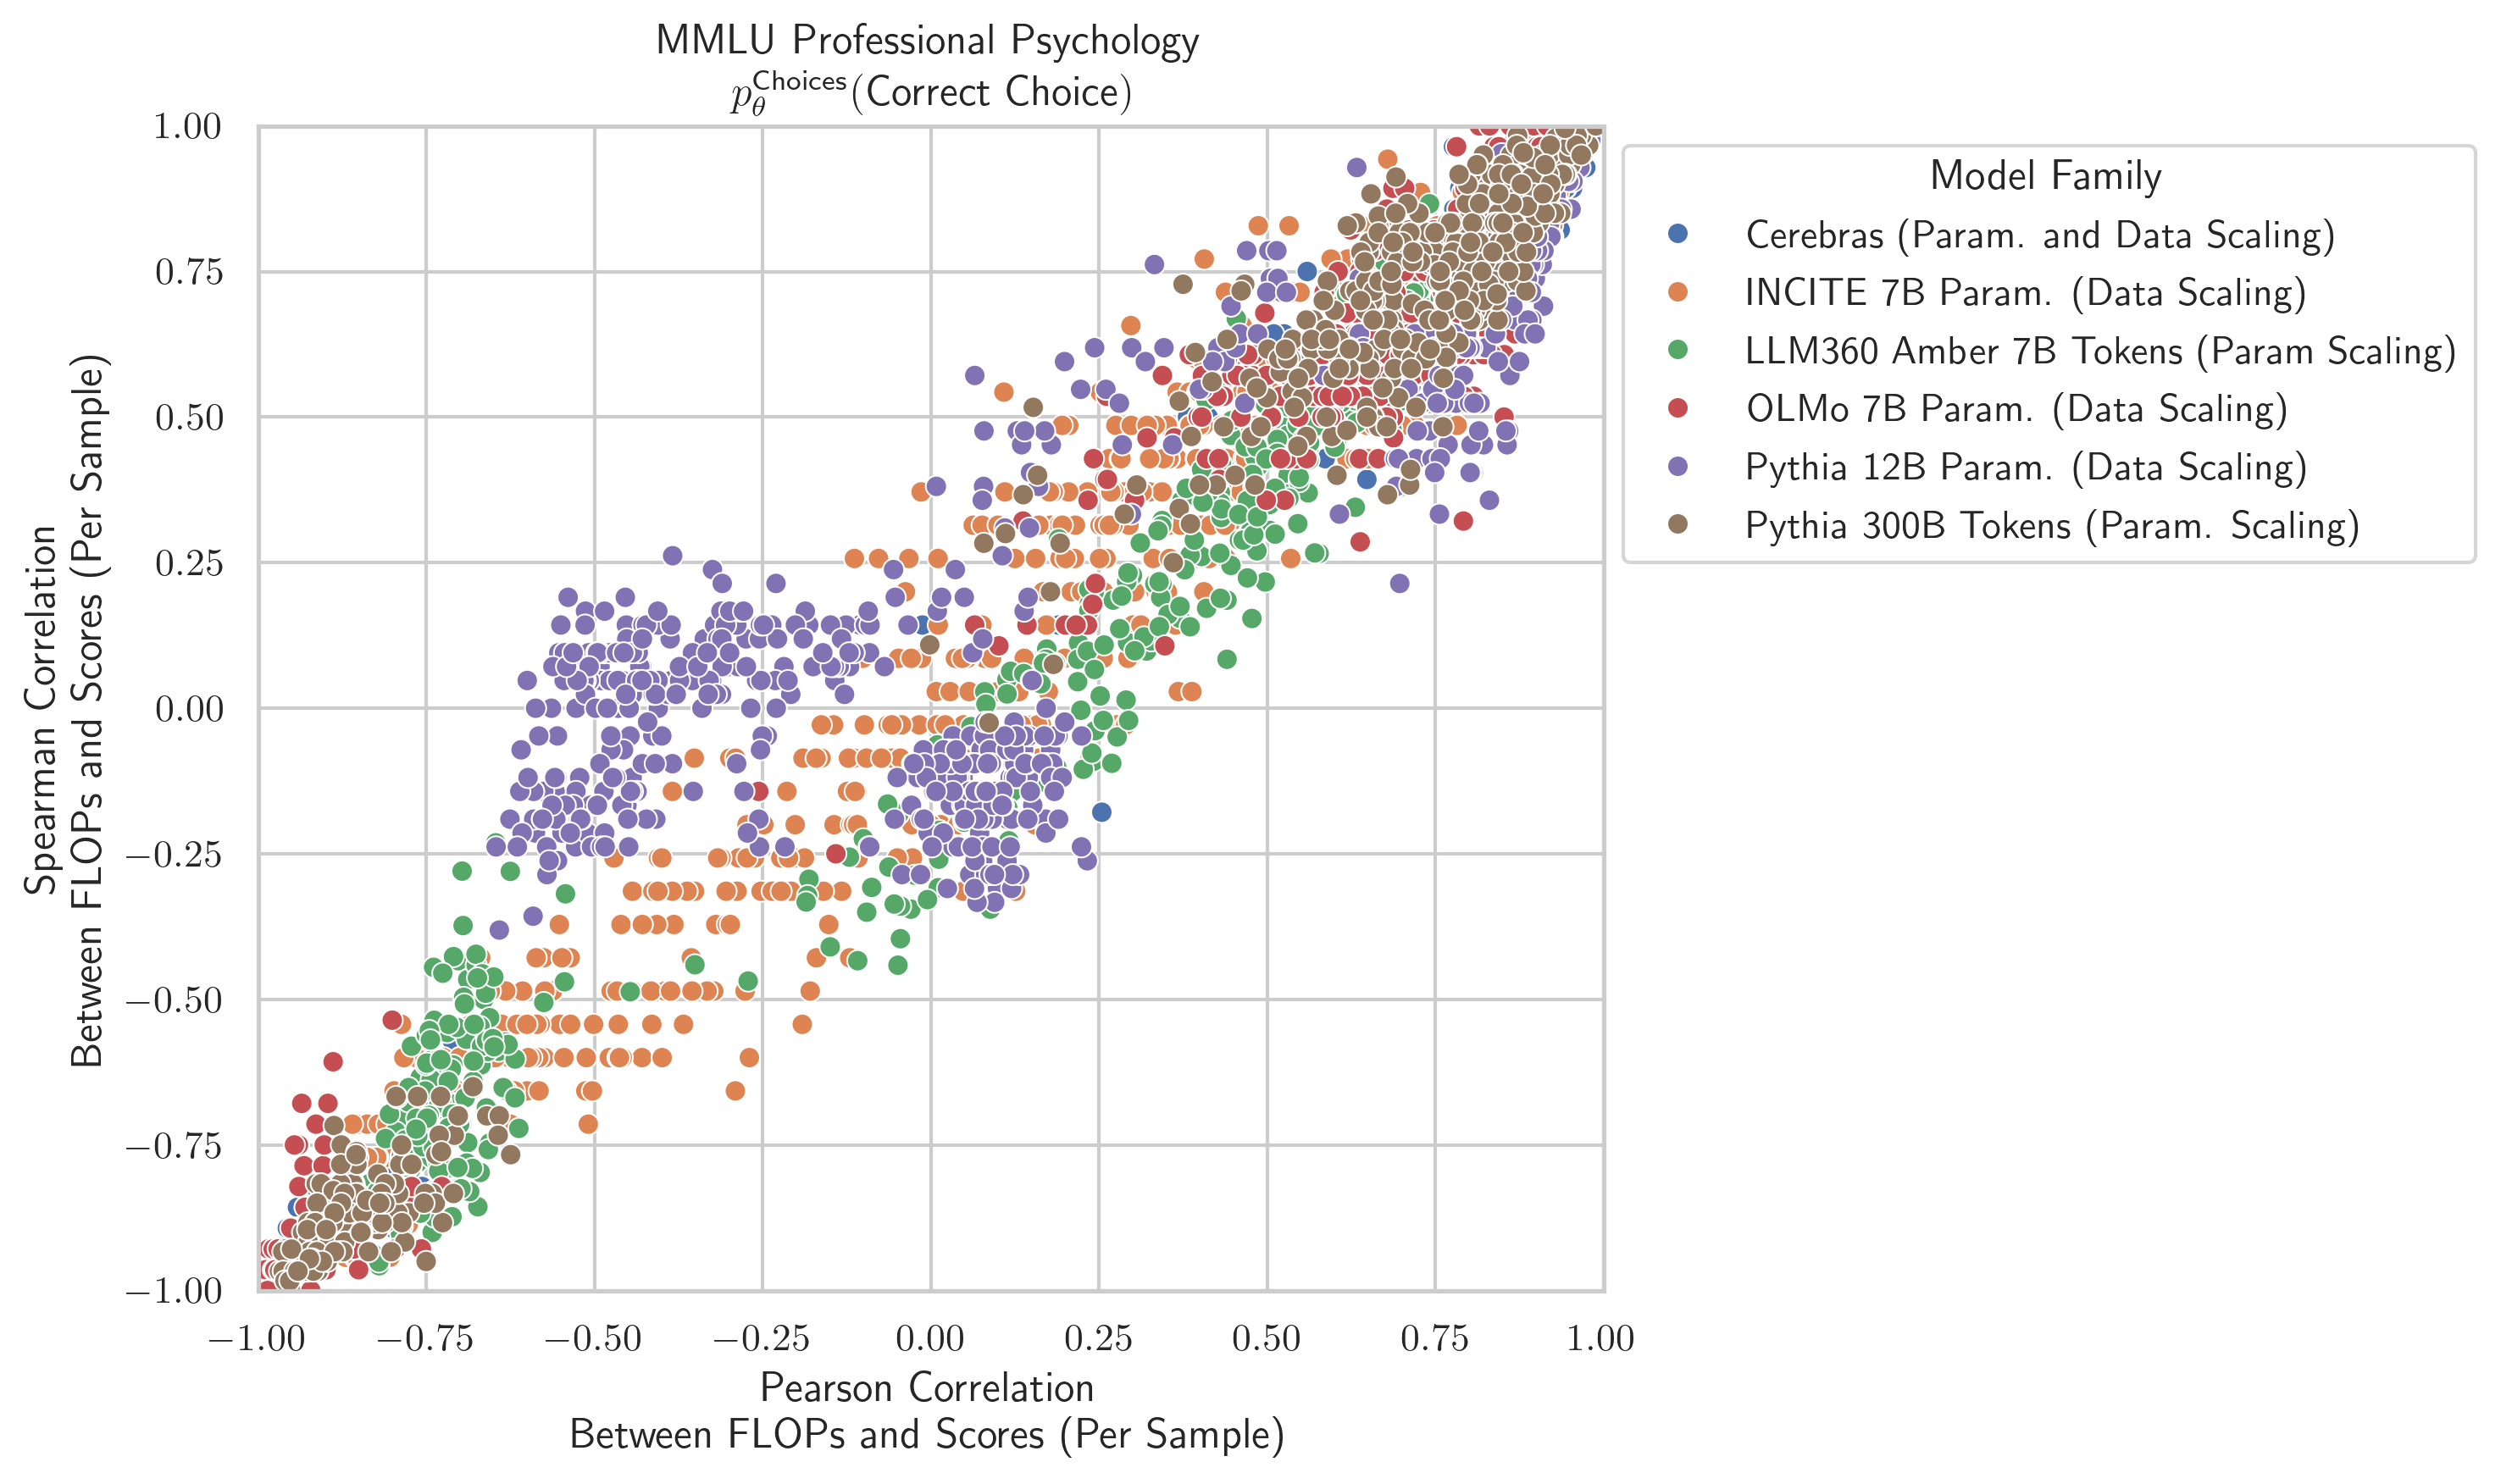 MMLU Professional Psychology
p_θ^Choices(Correct Choice)
1.00
0.75
0.50
0.25
0.00
−0.25
−0.50
−0.75
−1.00
Spearman Correlation
Between FLOPs and Scores (Per Sample)
−1.00
−0.75
−0.50
−0.25
0.00
0.25
0.50
0.75
1.00
Pearson Correlation
Between FLOPs and Scores (Per Sample)
Model Family
Cerebras (Param. and Data Scaling)
INCITE 7B Param. (Data Scaling)
LLM360 Amber 7B Tokens (Param Scaling)
OLMo 7B Param. (Data Scaling)
Pythia 12B Param. (Data Scaling)
Pythia 300B Tokens (Param. Scaling)